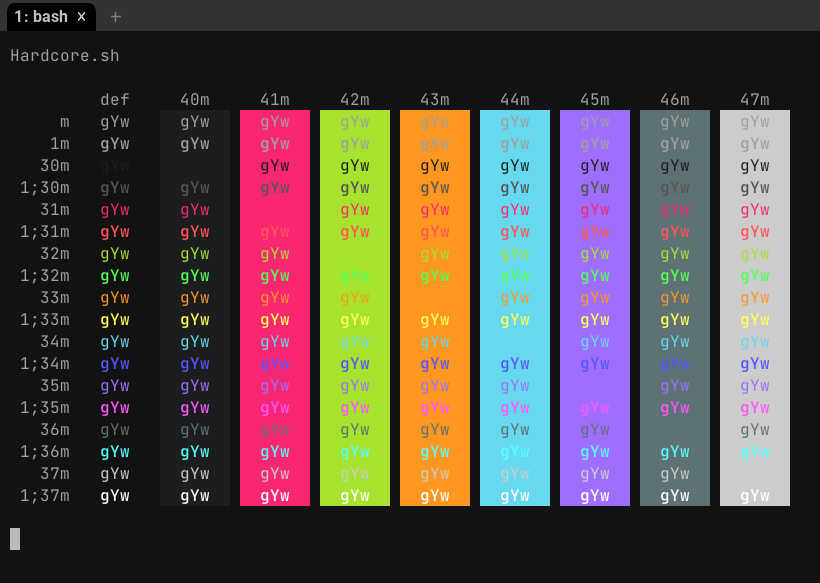 1: bash x +
Hardcore.sh
def 40m 41m 42m 43m 44m 45m 46m 47m
m gYw gYw gYw gYw gYw gYw gYw gYw gYw
1m gYw gYw gYw gYw gYw gYw gYw gYw gYw
30m gYw gYw gYw gYw gYw gYw gYw gYw
1;30m gYw gYw gYw gYw gYw gYw gYw gYw gYw
31m gYw gYw gYw gYw gYw gYw gYw gYw
1;31m gYw gYw gYw gYw gYw gYw gYw gYw gYw
32m gYw gYw gYw gYw gYw gYw gYw gYw
1;32m gYw gYw gYw gYw gYw gYw gYw gYw gYw
33m gYw gYw gYw gYw gYw gYw gYw gYw
1;33m gYw gYw gYw gYw gYw gYw gYw gYw gYw
34m gYw gYw gYw gYw gYw gYw gYw gYw
1;34m gYw gYw gYw gYw gYw gYw gYw gYw gYw
35m gYw gYw gYw gYw gYw gYw gYw gYw
1;35m gYw gYw gYw gYw gYw gYw gYw gYw gYw
36m gYw gYw gYw gYw gYw gYw gYw gYw
1;36m gYw gYw gYw gYw gYw gYw gYw gYw gYw
37m gYw gYw gYw gYw gYw gYw gYw gYw
1;37m gYw gYw gYw gYw gYw gYw gYw gYw gYw